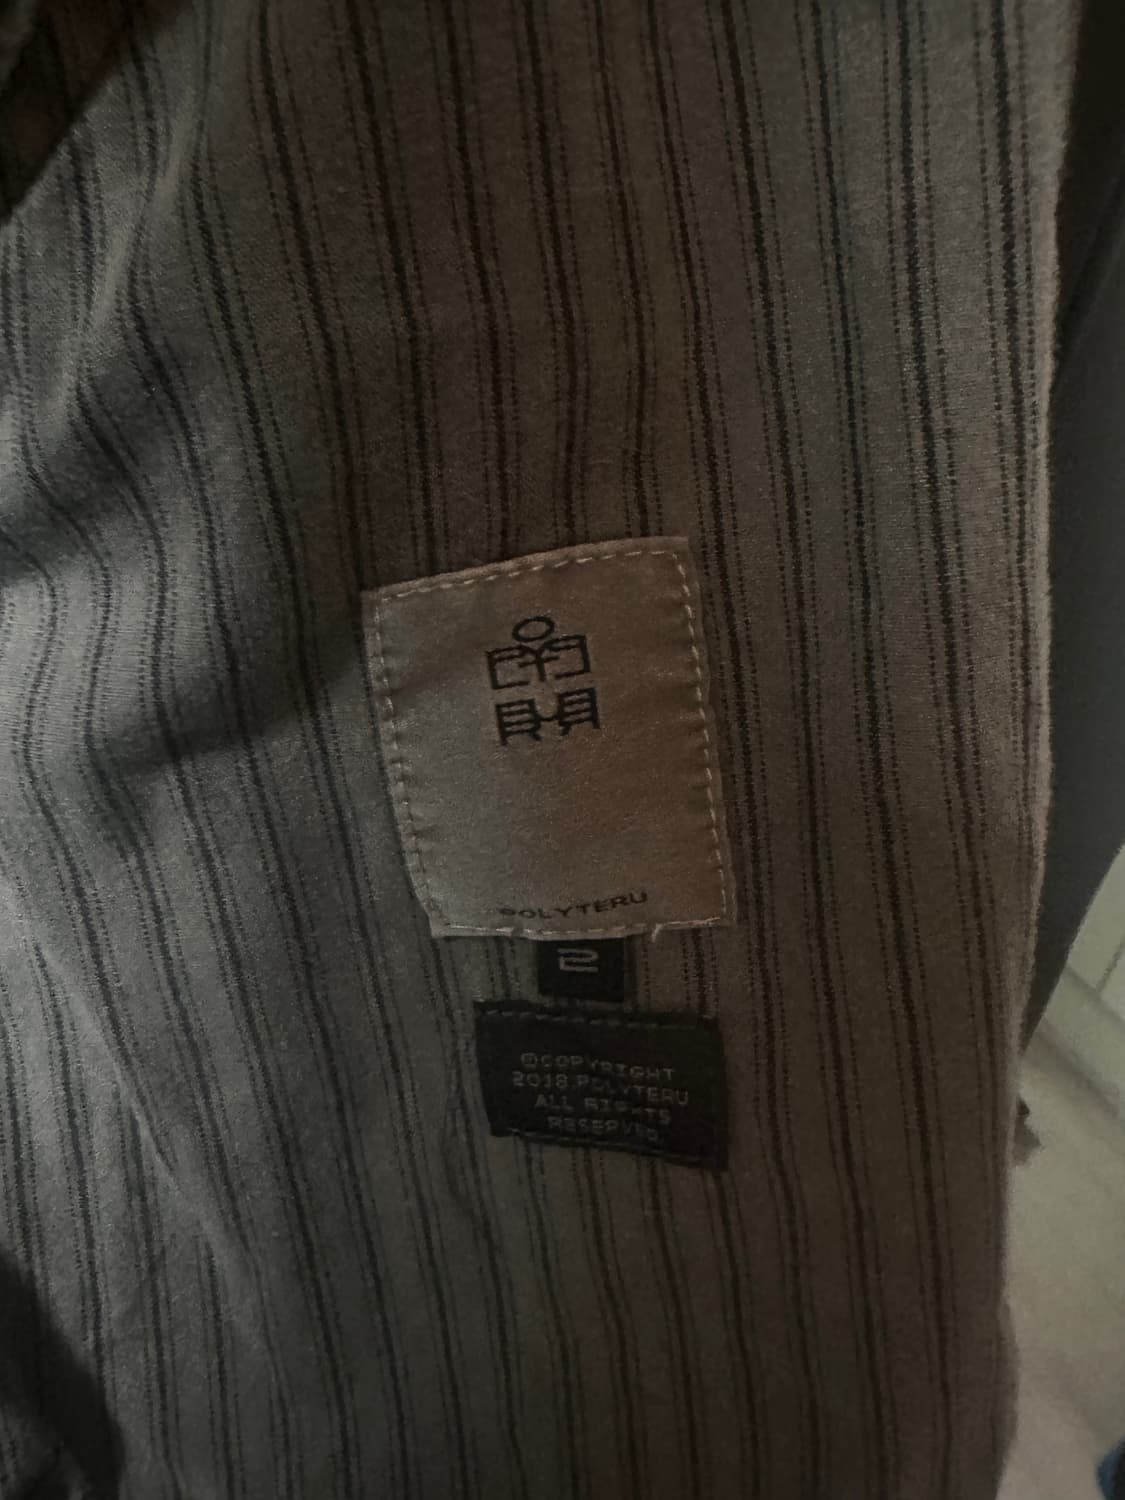 POLYTERU
2
©COPYRIGHT
2018 POLYTERU
ALL RIGHTS
RESERVED.